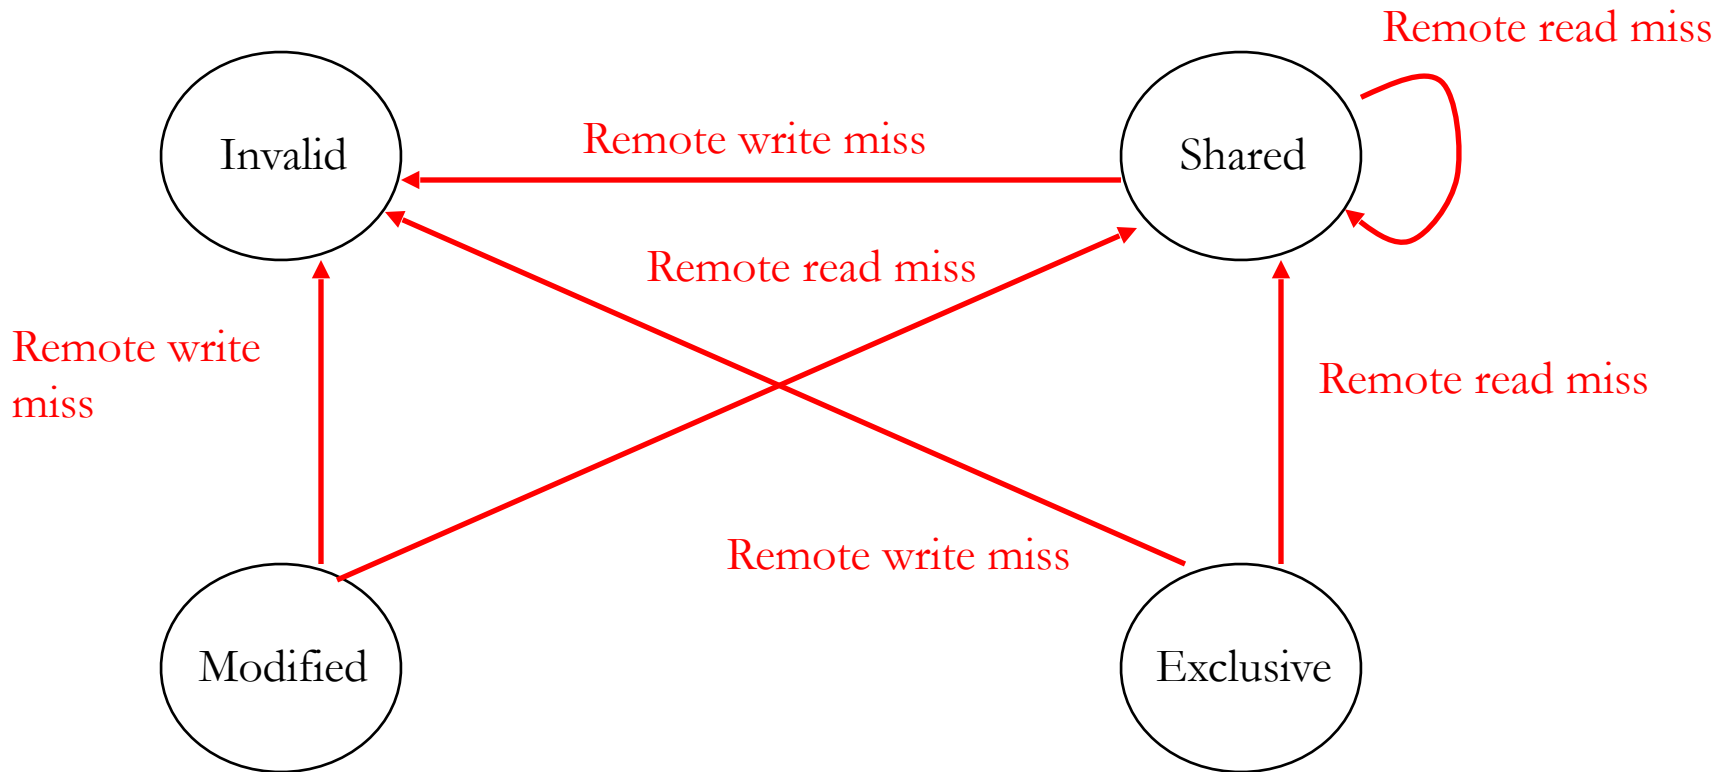 Remote read miss
Remote write miss
Invalid
Shared
Remote read miss
Remote write
miss
Remote read miss
Remote write miss
Modified
Exclusive